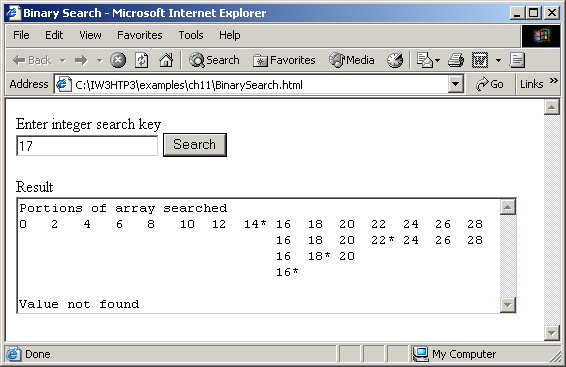 Binary Search - Microsoft Internet Explorer
File Edit View Favorites Tools Help
Back Search Favorites Media
Address C:\IW3HTP3\examples\ch11\BinarySearch.html Go Links »
Enter integer search key
17 Search
Result
Portions of array searched
0 2 4 6 8 10 12 14* 16 18 20 22 24 26 28
16 18 20 22* 24 26 28
16 18* 20
16*
Value not found
Done My Computer